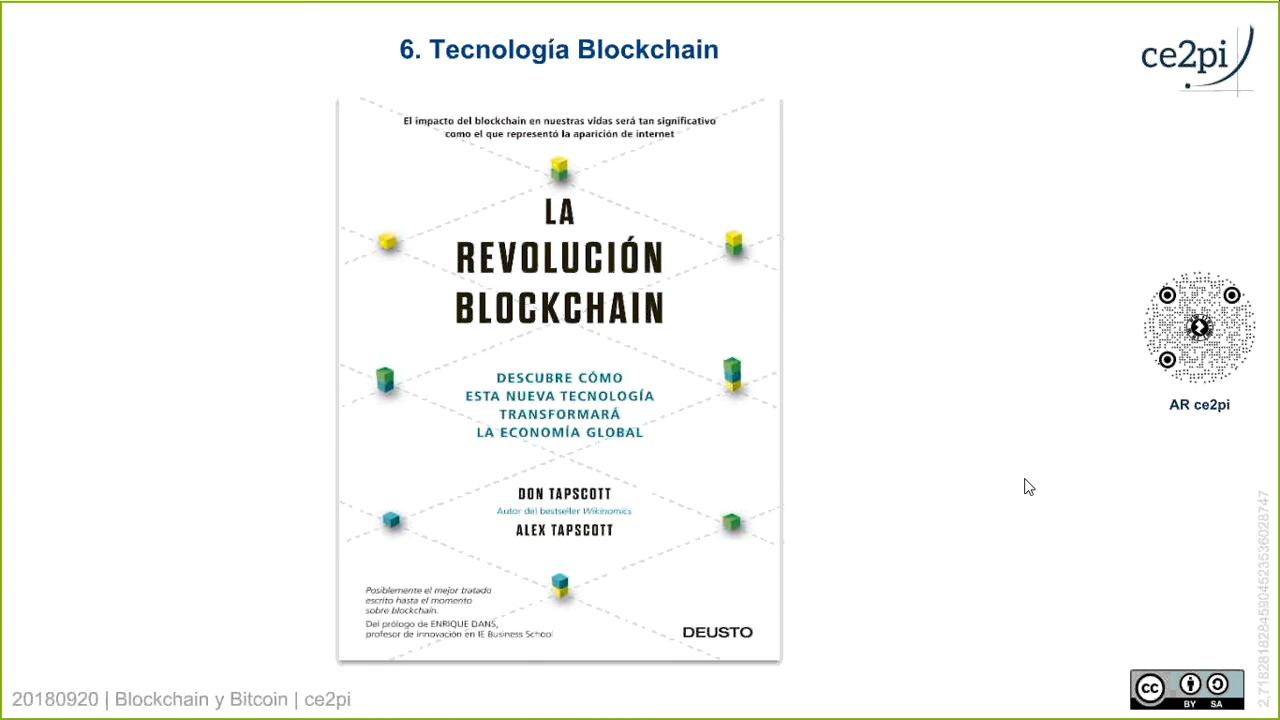 6. Tecnología Blockchain
ce2pi
El impacto del blockchain en nuestras vidas será tan significativo
como el que representó la aparición de internet
LA
REVOLUCIÓN
BLOCKCHAIN
DESCUBRE CÓMO
ESTA NUEVA TECNOLOGÍA
TRANSFORMARÁ
LA ECONOMÍA GLOBAL
DON TAPSCOTT
Autor del bestseller Wikinomics
ALEX TAPSCOTT
Posiblemente el mejor tratado
escrito hasta el momento
sobre blockchain.
Del prólogo de ENRIQUE DANS,
profesor de innovación en IE Business School
DEUSTO
AR ce2pi
2,71828182845904523536028747
20180920 | Blockchain y Bitcoin | ce2pi
cc
BY SA